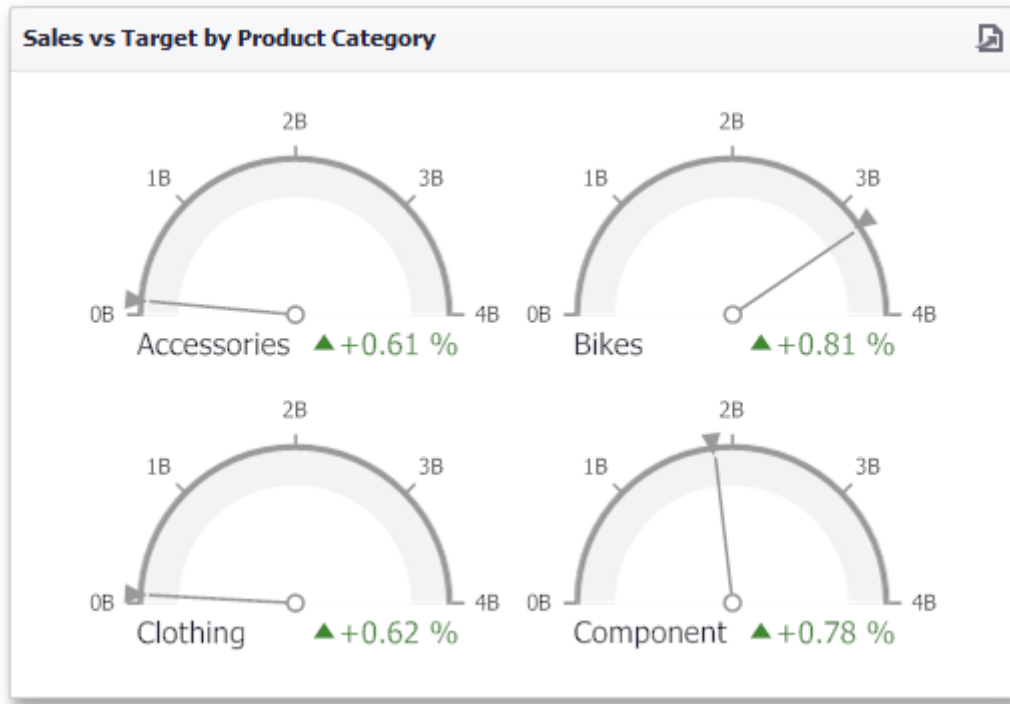 Sales vs Target by Product Category
2B 2B
1B 3B 1B 3B
0B 4B 0B 4B
Accessories ▲+0.61 % Bikes ▲+0.81 %
2B 2B
1B 3B 1B 3B
0B 4B 0B 4B
Clothing ▲+0.62 % Component ▲+0.78 %